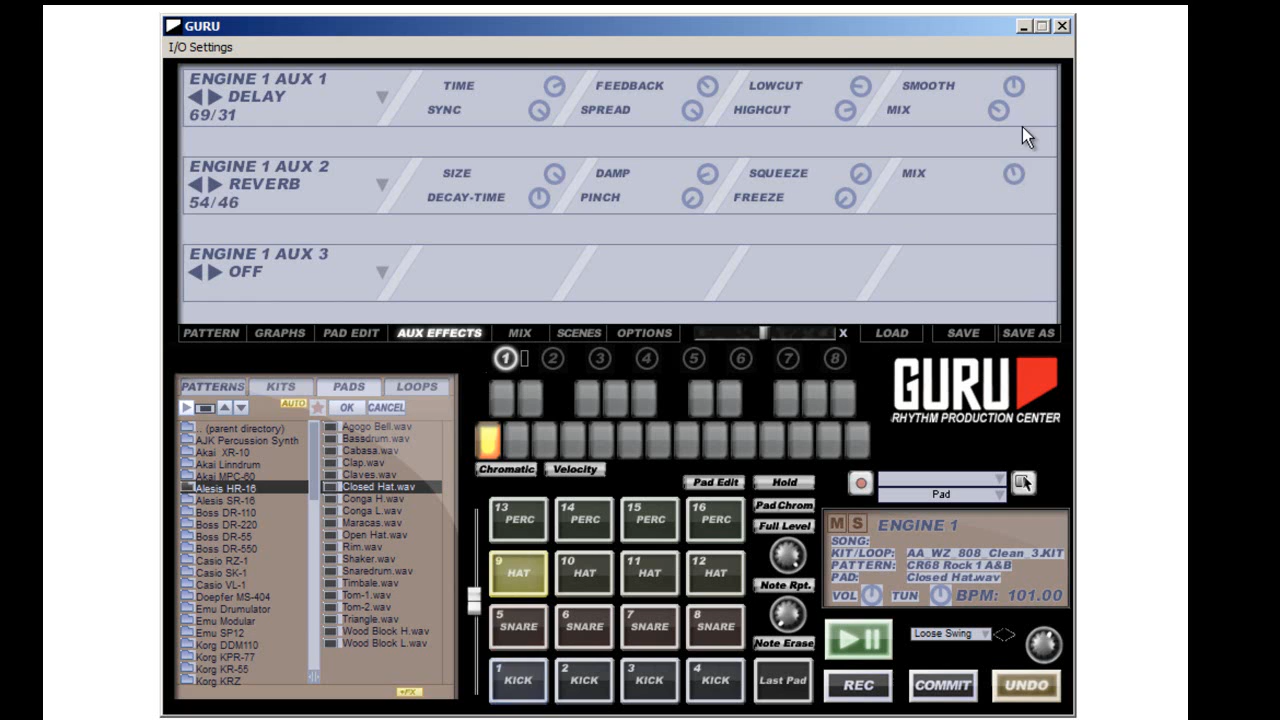 GURU
I/O Settings
ENGINE 1 AUX 1
DELAY
69/31
TIME FEEDBACK LOWCUT SMOOTH
SYNC SPREAD HIGHCUT MIX
ENGINE 1 AUX 2
REVERB
54/46
SIZE DAMP SQUEEZE MIX
DECAY-TIME PINCH FREEZE
ENGINE 1 AUX 3
OFF
PATTERN GRAPHS PAD EDIT AUX EFFECTS MIX SCENES OPTIONS X LOAD SAVE SAVE AS
1 2 3 4 5 6 7 8
GURU
RHYTHM PRODUCTION CENTER
PATTERNS KITS PADS LOOPS
AUTO OK CANCEL
.. (parent directory)
AJK Percussion Synth
Akai XR-10
Akai Linndrum
Akai MPC-60
Alesis HR-16
Alesis SR-16
Boss DR-110
Boss DR-220
Boss DR-55
Boss DR-550
Casio RZ-1
Casio SK-1
Casio VL-1
Doepfer MS-404
Emu Drumulator
Emu Modular
Emu SP12
Korg DDM110
Korg KPR-77
Korg KR-55
Korg KRZ
Agogo Bell.wav
Bassdrum.wav
Cabasa.wav
Clap.wav
Claves.wav
Closed Hat.wav
Conga H.wav
Conga L.wav
Maracas.wav
Open Hat.wav
Rim.wav
Shaker.wav
Snaredrum.wav
Timbale.wav
Tom-1.wav
Tom-2.wav
Triangle.wav
Wood Block H.wav
Wood Block L.wav
+FX
Chromatic Velocity
Pad Edit Hold
Pad Chrom
Full Level
Note Rpt.
Note Erase
13 PERC 14 PERC 15 PERC 16 PERC
9 HAT 10 HAT 11 HAT 12 HAT
5 SNARE 6 SNARE 7 SNARE 8 SNARE
1 KICK 2 KICK 3 KICK 4 KICK Last Pad
Pad
M S ENGINE 1
SONG:
KIT/LOOP: AA_WZ_808_Clean_3.KIT
PATTERN: CR68 Rock 1 A&B
PAD: Closed Hat.wav
VOL TUN BPM: 101.00
Loose Swing
REC COMMIT UNDO